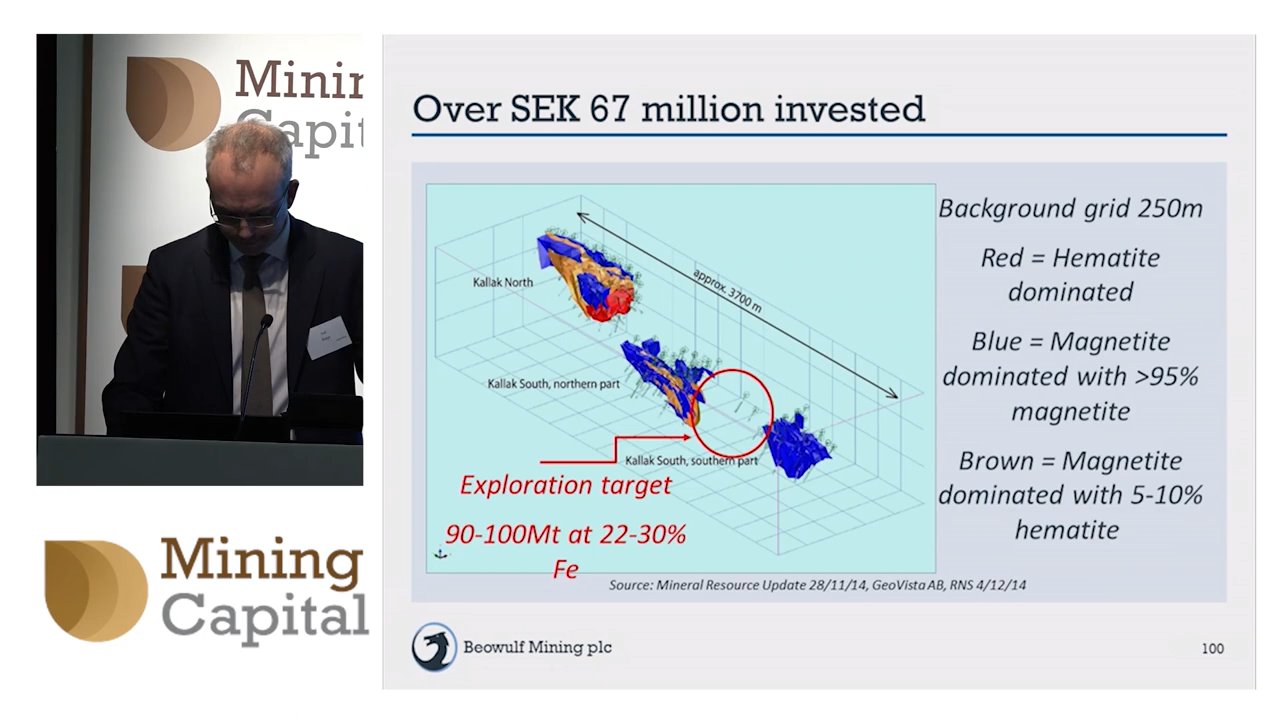 Minin
Capit
Over SEK 67 million invested
Background grid 250m
Red = Hematite
dominated
Blue = Magnetite
dominated with >95%
magnetite
Brown = Magnetite
dominated with 5-10%
hematite
approx. 3700 m
Kallak North
Kallak South, northern part
Kallak South, southern part
Exploration target
90-100Mt at 22-30%
Fe
Source: Mineral Resource Update 28/11/14, GeoVista AB, RNS 4/12/14
Beowulf Mining plc
100
Mining
Capital